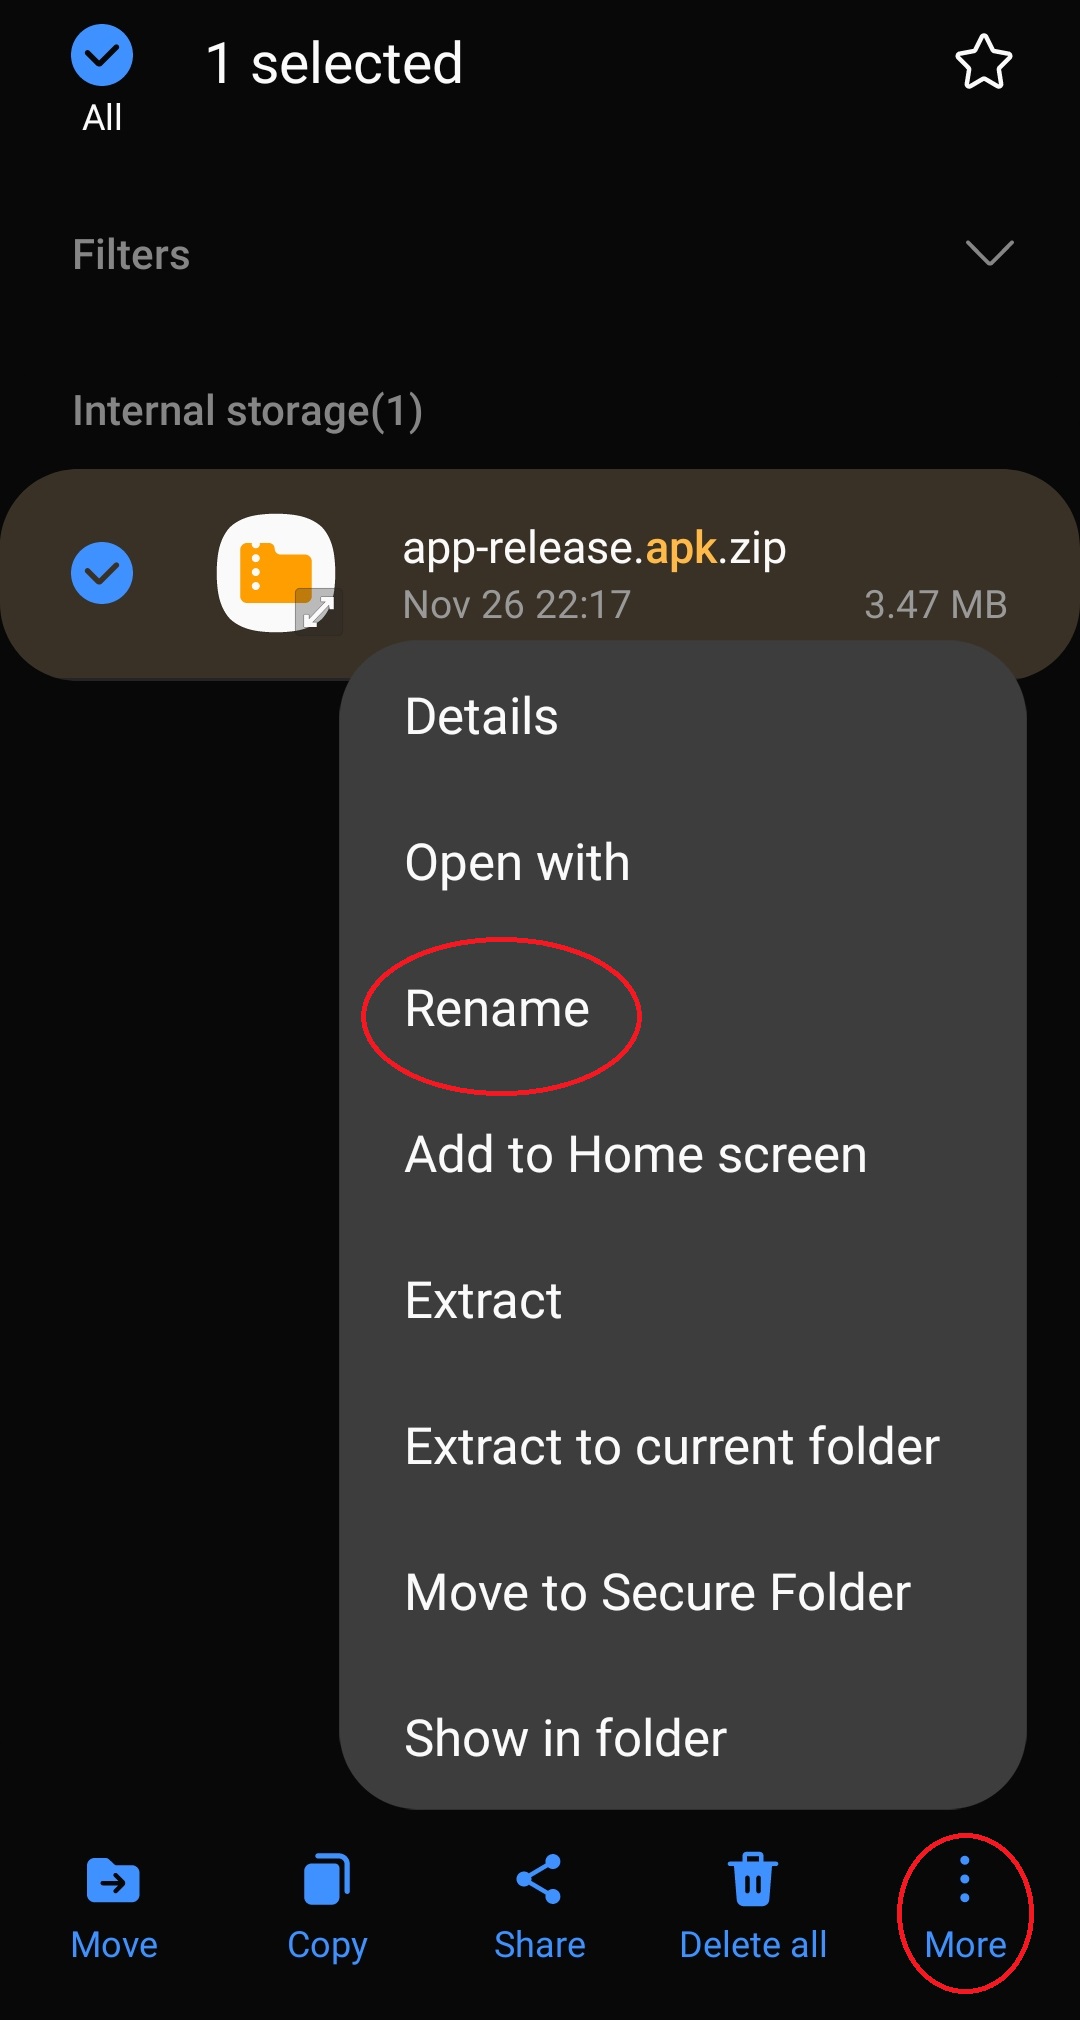 1 selected
All
Filters
Internal storage(1)
app-release.apk.zip
Nov 26 22:17 3.47 MB
Details
Open with
Rename
Add to Home screen
Extract
Extract to current folder
Move to Secure Folder
Show in folder
Move Copy Share Delete all More